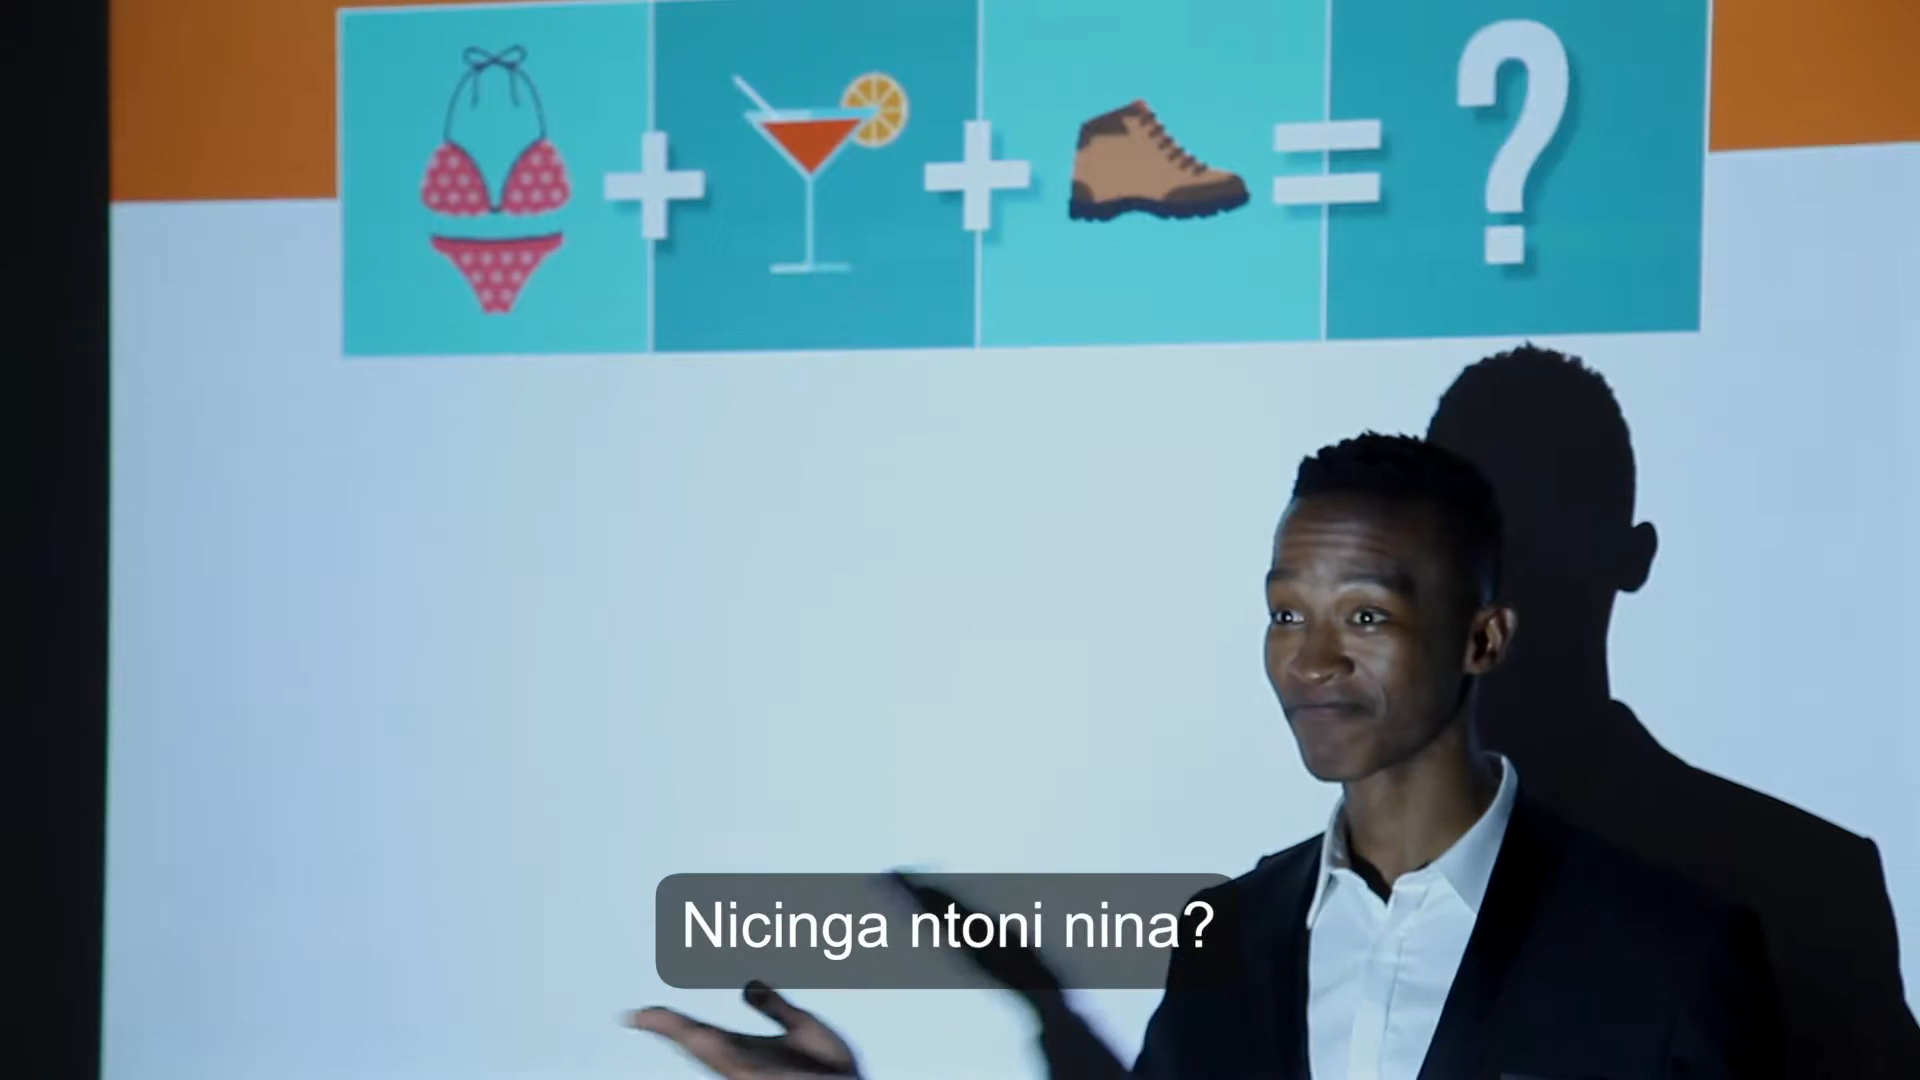 + + = ?
Nicinga ntoni nina?